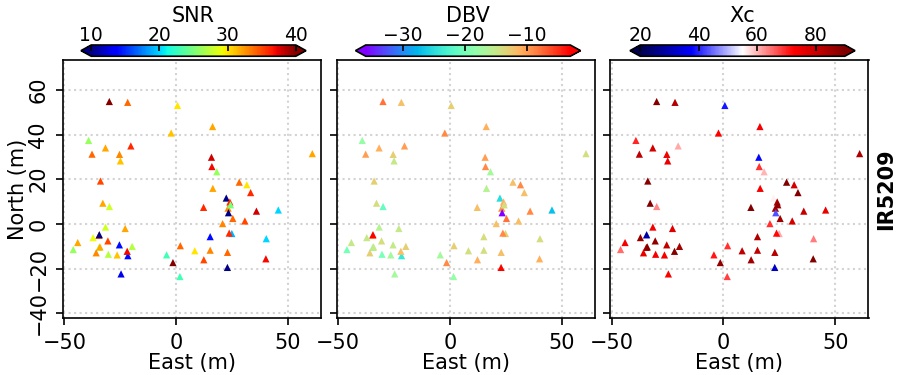 SNR DBV Xc
10 20 30 40 −30 −20 −10 20 40 60 80
60
40
20
0
−20
−40
North (m)
−50 0 50 −50 0 50 −50 0 50
East (m) East (m) East (m)
IR5209